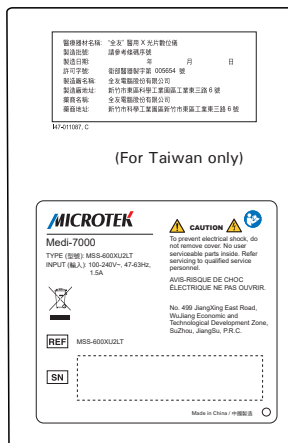 醫療器材名稱: "全友" 醫用 X 光片數位儀
製造批號: 請參考條碼序號
製造日期: 年 月 日
許可字號: 衛部醫器製字第 005654 號
製造廠名稱: 全友電腦股份有限公司
製造廠地址: 新竹市東區科學工業園區工業東三路 6 號
藥商名稱: 全友電腦股份有限公司
藥商地址: 新竹市科學工業園區新竹市東區工業東三路 6 號
I47-011087, C
(For Taiwan only)
MICROTEK
Medi-7000
TYPE (型號): MSS-600XU2LT
INPUT (輸入): 100-240V~, 47-63Hz,
1.5A
CAUTION
To prevent electrical shock, do
not remove cover. No user
serviceable parts inside. Refer
servicing to qualified service
personnel.
AVIS-RISQUE DE CHOC
ÉLECTRIQUE NE PAS OUVRIR.
No. 499 JiangXing East Road,
WuJiang Economic and
Technological Development Zone,
SuZhou, JiangSu, P.R.C.
REF MSS-600XU2LT
SN
Made in China / 中國製造